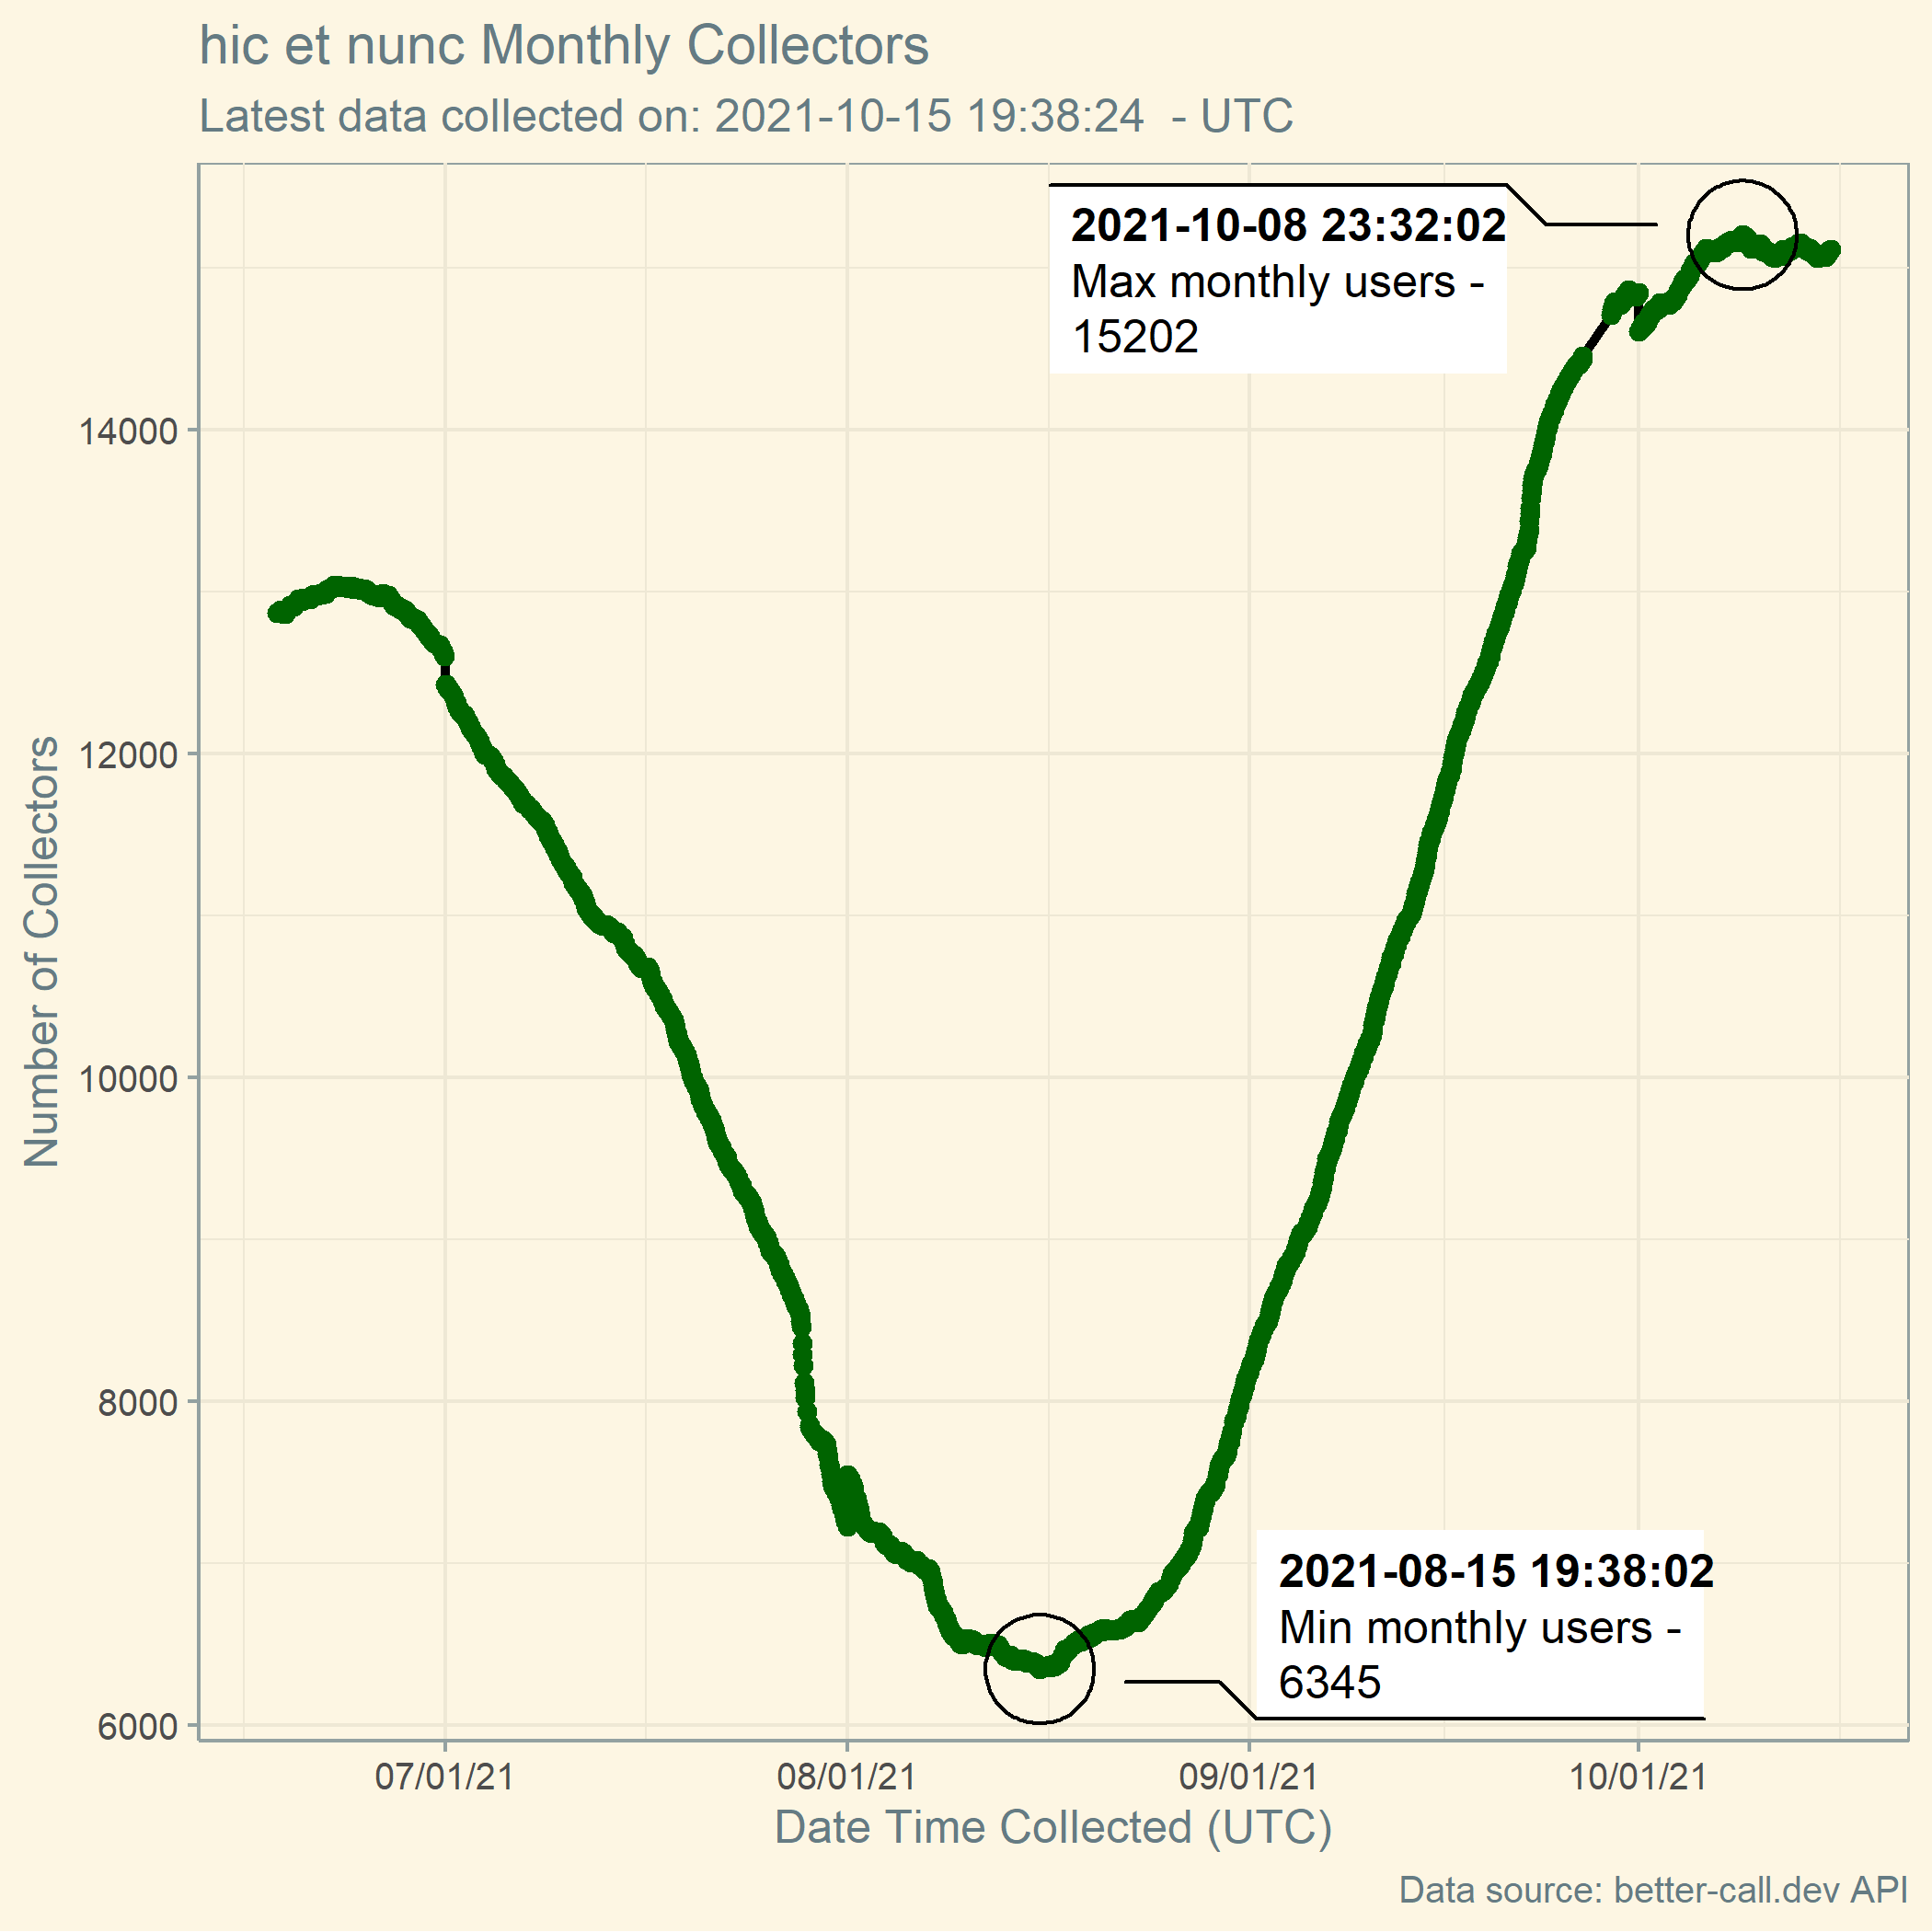 hic et nunc Monthly Collectors
Latest data collected on: 2021-10-15 19:38:24  - UTC
2021-10-08 23:32:02
Max monthly users -
15202
14000
12000
10000
8000
6000
Number of Collectors
2021-08-15 19:38:02
Min monthly users -
6345
07/01/21
08/01/21
09/01/21
10/01/21
Date Time Collected (UTC)
Data source: better-call.dev API